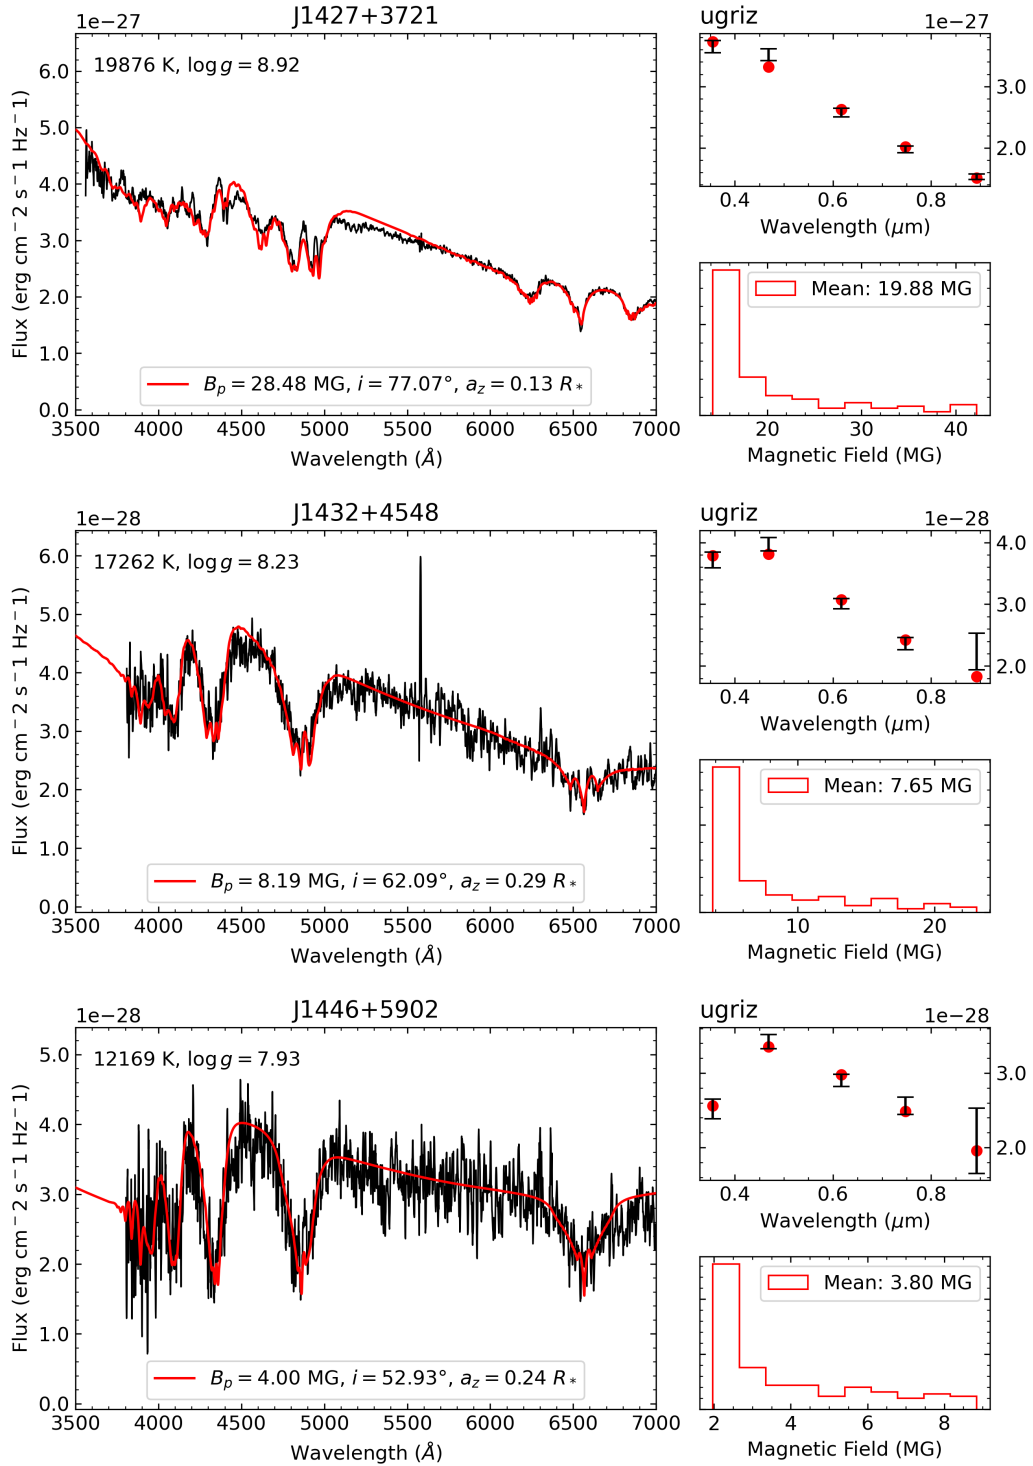 J1427+3721
1e−27
19876 K, log g = 8.92
6.0
5.0
4.0
3.0
2.0
1.0
0.0
Flux (erg cm−2 s−1 Hz−1)
B_p = 28.48 MG, i = 77.07°, a_z = 0.13 R_*
3500 4000 4500 5000 5500 6000 6500 7000
Wavelength (Å)
ugriz
1e−27
3.0
2.0
0.4 0.6 0.8
Wavelength (μm)
Mean: 19.88 MG
20 30 40
Magnetic Field (MG)
J1432+4548
1e−28
17262 K, log g = 8.23
6.0
5.0
4.0
3.0
2.0
1.0
0.0
Flux (erg cm−2 s−1 Hz−1)
B_p = 8.19 MG, i = 62.09°, a_z = 0.29 R_*
3500 4000 4500 5000 5500 6000 6500 7000
Wavelength (Å)
ugriz
1e−28
4.0
3.0
2.0
0.4 0.6 0.8
Wavelength (μm)
Mean: 7.65 MG
10 20
Magnetic Field (MG)
J1446+5902
1e−28
12169 K, log g = 7.93
5.0
4.0
3.0
2.0
1.0
0.0
Flux (erg cm−2 s−1 Hz−1)
B_p = 4.00 MG, i = 52.93°, a_z = 0.24 R_*
3500 4000 4500 5000 5500 6000 6500 7000
Wavelength (Å)
ugriz
1e−28
3.0
2.0
0.4 0.6 0.8
Wavelength (μm)
Mean: 3.80 MG
2 4 6 8
Magnetic Field (MG)